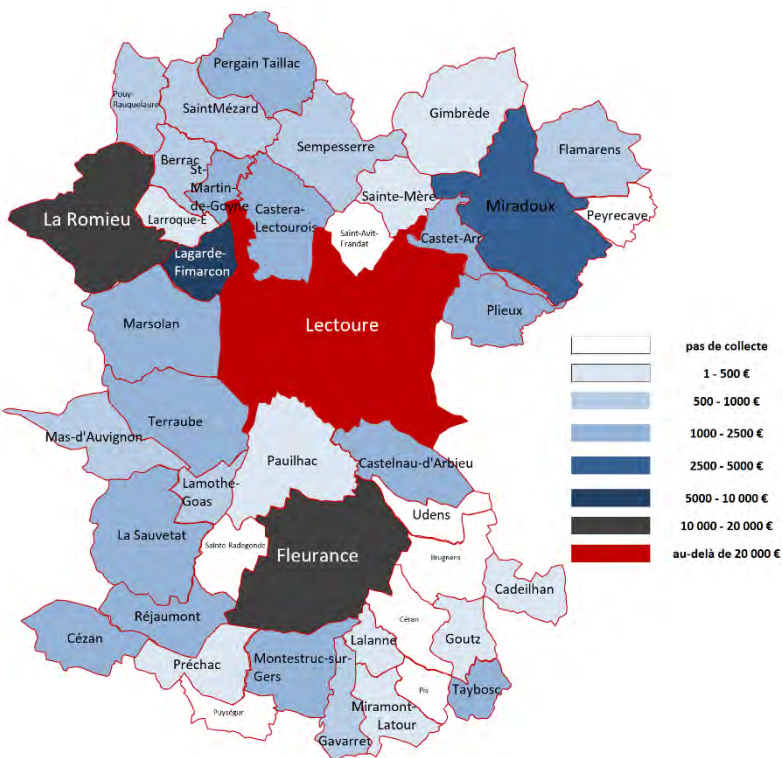 Pergain Taillac
Pouy-
Rauquelaure
SaintMézard
Gimbrède
Sempesserre
Flamarens
Berrac
St-
Martin-
de-Goyne
Sainte-Mère
La Romieu
Larroque-E
Castera-
Lectourois
Miradoux
Peyrecave
Saint-Avit-
Frandat
Castet-Arr
Lagarde-
Fimarcon
Plieux
Marsolan
Lectoure
Terraube
Mas-d'Auvignon
Pauilhac
Castelnau-d'Arbieu
Lamothe-
Goas
Udens
La Sauvetat
Sainte Radegonde
Fleurance
Brugnens
Cadeilhan
Réjaumont
Céran
Cézan
Lalanne
Goutz
Préchac
Montestruc-sur-
Gers
Pis
Taybosc
Puységur
Miramont-
Latour
Gavarret
pas de collecte
1 - 500 €
500 - 1000 €
1000 - 2500 €
2500 - 5000 €
5000 - 10 000 €
10 000 - 20 000 €
au-delà de 20 000 €